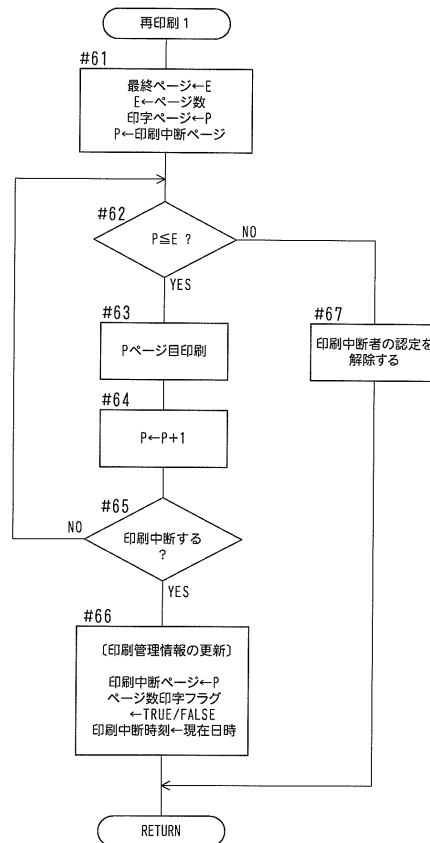 再印刷1
#61
最終ページ←E
E←ページ数
印字ページ←P
P←印刷中断ページ
#62
P≦E ?
NO
YES
#63
Pページ目印刷
#67
印刷中断者の認定を
解除する
#64
P←P+1
#65
NO
印刷中断する
?
YES
#66
〔印刷管理情報の更新〕
印刷中断ページ←P
ページ数印字フラグ
←TRUE/FALSE
印刷中断時刻←現在日時
RETURN